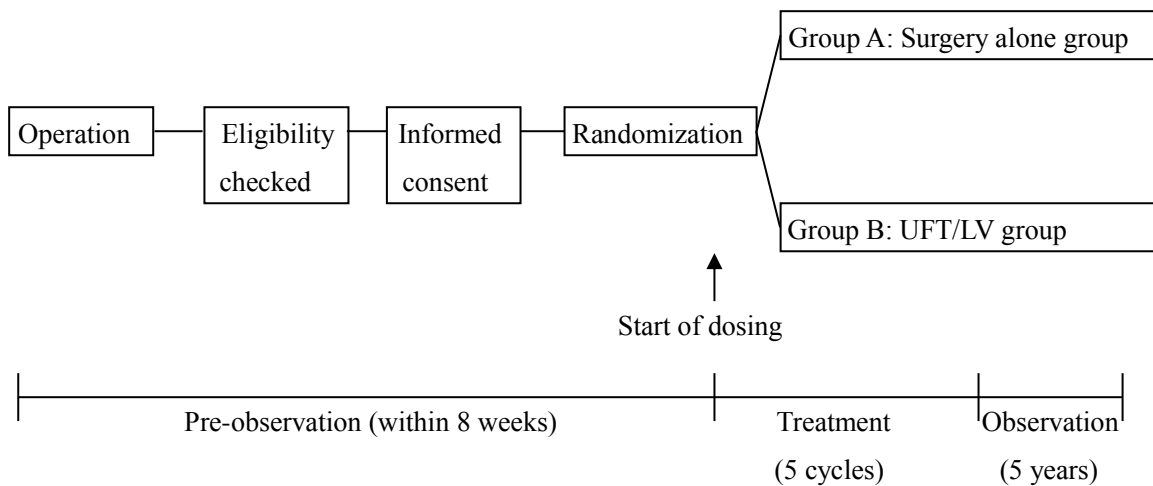 Group A: Surgery alone group
Operation
Eligibility
checked
Informed
consent
Randomization
Group B: UFT/LV group
Start of dosing
Pre-observation (within 8 weeks)
Treatment
(5 cycles)
Observation
(5 years)